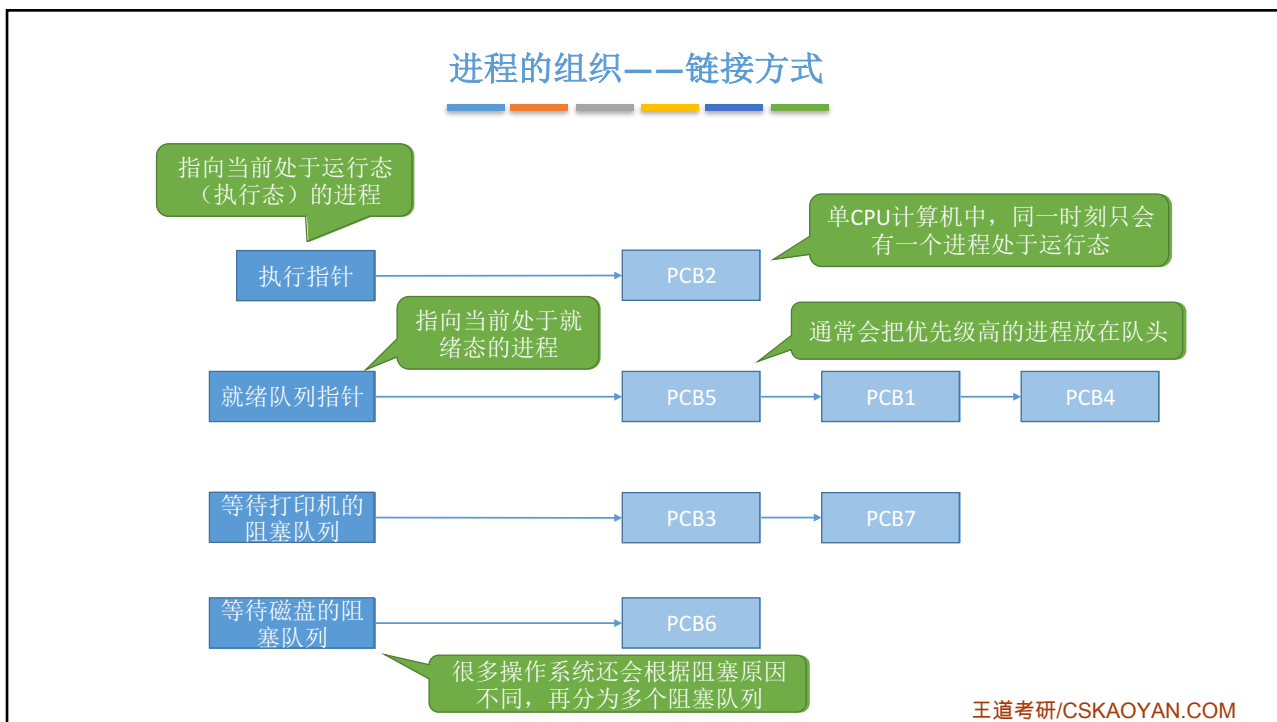 进程的组织——链接方式
指向当前处于运行态
（执行态）的进程
单CPU计算机中，同一时刻只会
有一个进程处于运行态
执行指针
PCB2
指向当前处于就
绪态的进程
通常会把优先级高的进程放在队头
就绪队列指针
PCB5
PCB1
PCB4
等待打印机的
阻塞队列
PCB3
PCB7
等待磁盘的阻
塞队列
PCB6
很多操作系统还会根据阻塞原因
不同，再分为多个阻塞队列
王道考研/CSKAOYAN.COM